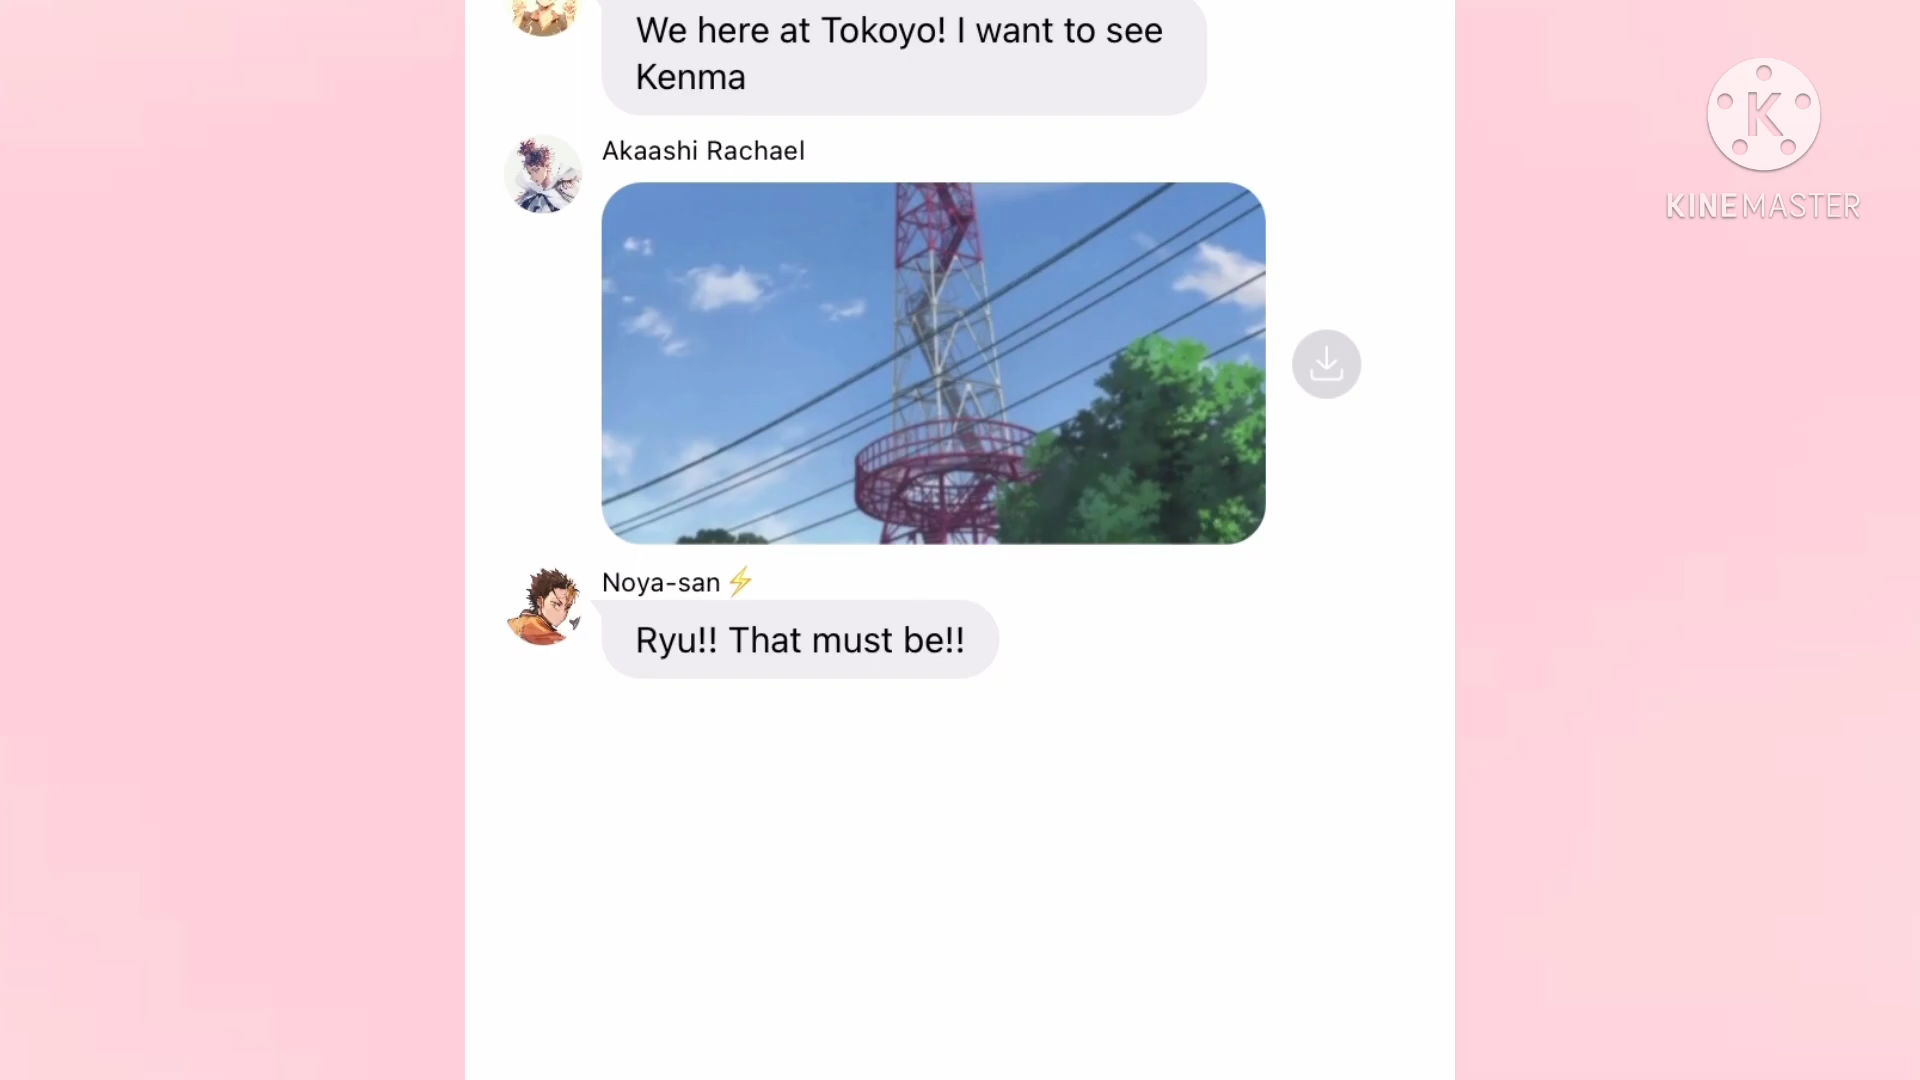 We here at Tokoyo! I want to see
Kenma
Akaashi Rachael
Noya-san ⚡
Ryu!! That must be!!
K
KINEMASTER